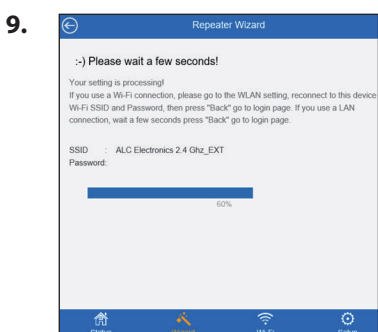 9.
Repeater Wizard
:-) Please wait a few seconds!
Your setting is processing!
If you use a Wi-Fi connection, please go to the WLAN setting, reconnect to this device
Wi-Fi SSID and Password, then press "Back" go to login page. If you use a LAN
connection, wait a few seconds press "Back" go to login page.
SSID : ALC Electronics 2.4 Ghz_EXT
Password:
60%
Status Wizard Wi-Fi Setup